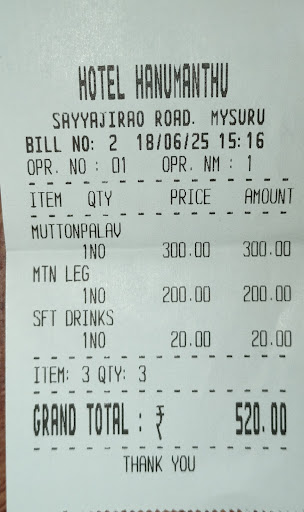 HOTEL HANUMANTHU
SAYYAJIRAO ROAD. MYSURU
BILL NO: 2 18/06/25 15:16
OPR. NO : 01 OPR. NM : 1
ITEM QTY PRICE AMOUNT
MUTTONPALAV
1NO 300.00 300.00
MTN LEG
1NO 200.00 200.00
SFT DRINKS
1NO 20.00 20.00
ITEM: 3 QTY: 3
GRAND TOTAL : ₹ 520.00
THANK YOU